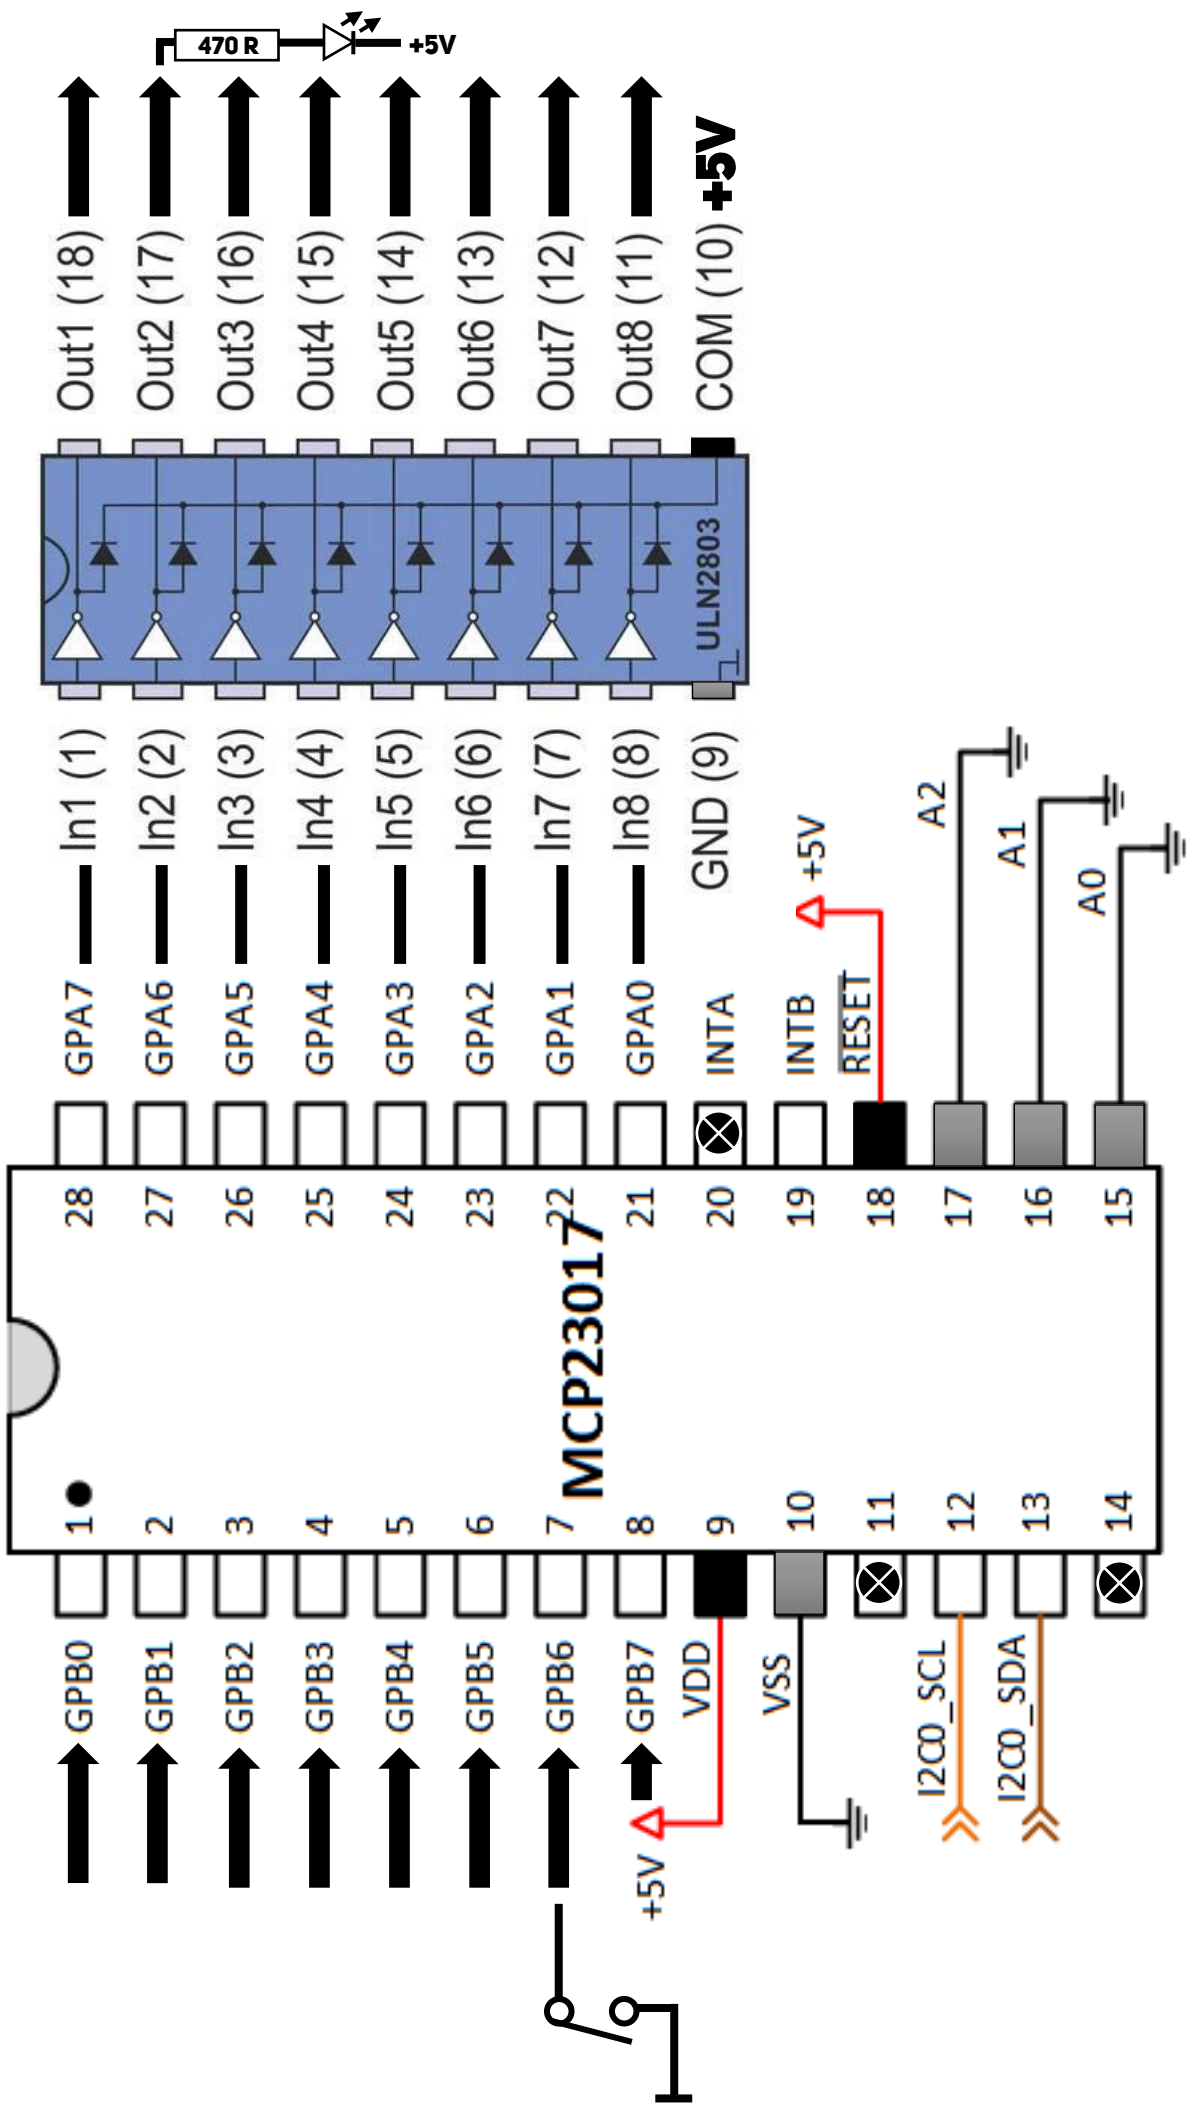 470 R
+5V
Out1 (18)
Out2 (17)
Out3 (16)
Out4 (15)
Out5 (14)
Out6 (13)
Out7 (12)
Out8 (11)
COM (10)
+5V
ULN2803
In1 (1)
In2 (2)
In3 (3)
In4 (4)
In5 (5)
In6 (6)
In7 (7)
In8 (8)
GND (9)
GPA7
GPA6
GPA5
GPA4
GPA3
GPA2
GPA1
GPA0
INTA
INTB
RESET
+5V
A2
A1
A0
28
27
26
25
24
23
22
21
20
19
18
17
16
15
MCP23017
1
2
3
4
5
6
7
8
9
10
11
12
13
14
GPB0
GPB1
GPB2
GPB3
GPB4
GPB5
GPB6
GPB7
VDD
VSS
I2C0_SCL
I2C0_SDA
+5V